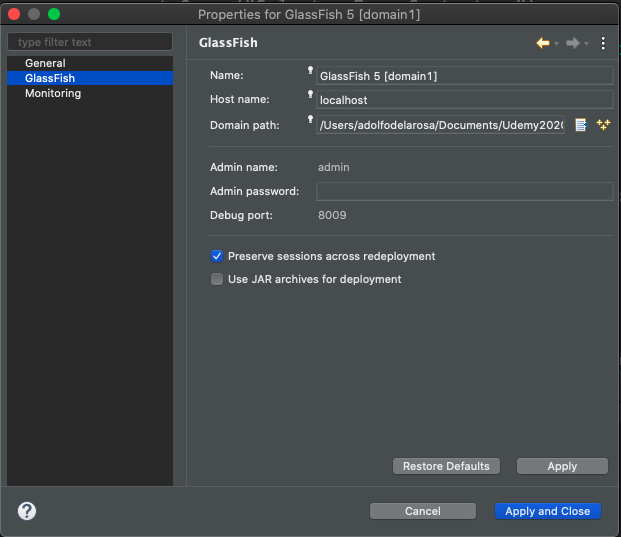 Properties for GlassFish 5 [domain1]
type filter text
General
GlassFish
Monitoring
GlassFish
Name: GlassFish 5 [domain1]
Host name: localhost
Domain path: /Users/adolfodelarosa/Documents/Udemy202
Admin name: admin
Admin password:
Debug port: 8009
Preserve sessions across redeployment
Use JAR archives for deployment
Restore Defaults Apply
? Cancel Apply and Close